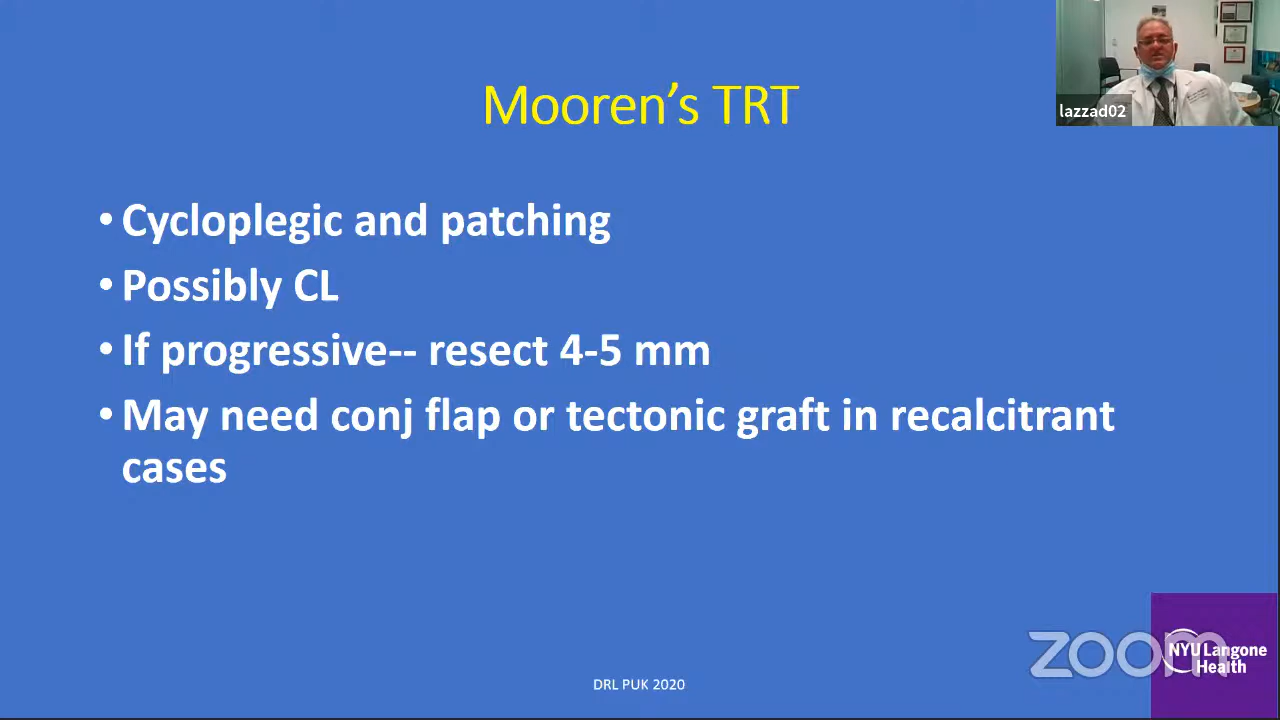 Mooren's TRT
lazzad02
• Cycloplegic and patching
• Possibly CL
• If progressive-- resect 4-5 mm
• May need conj flap or tectonic graft in recalcitrant
cases
zoom
NYU Langone
Health
DRL PUK 2020